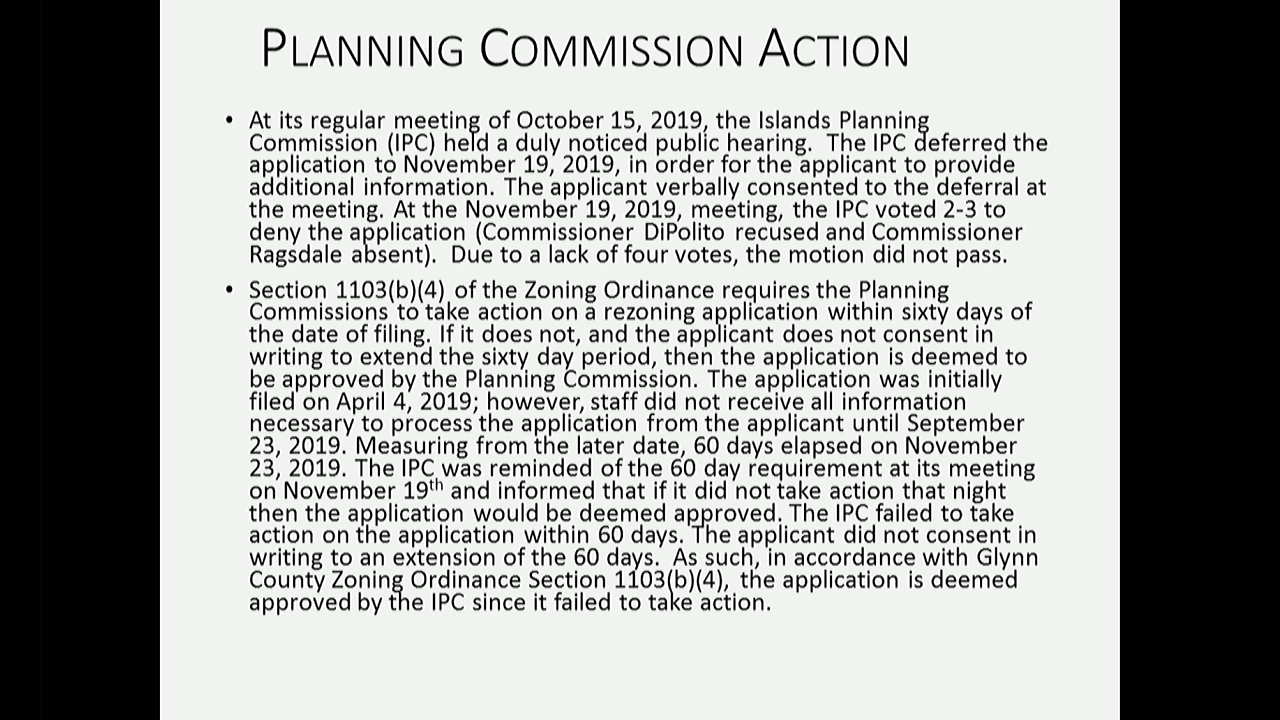 PLANNING COMMISSION ACTION
• At its regular meeting of October 15, 2019, the Islands Planning
Commission (IPC) held a duly noticed public hearing.  The IPC deferred the
application to November 19, 2019, in order for the applicant to provide
additional information. The applicant verbally consented to the deferral at
the meeting. At the November 19, 2019, meeting, the IPC voted 2-3 to
deny the application (Commissioner DiPolito recused and Commissioner
Ragsdale absent).  Due to a lack of four votes, the motion did not pass.
• Section 1103(b)(4) of the Zoning Ordinance requires the Planning
Commissions to take action on a rezoning application within sixty days of
the date of filing. If it does not, and the applicant does not consent in
writing to extend the sixty day period, then the application is deemed to
be approved by the Planning Commission. The application was initially
filed on April 4, 2019; however, staff did not receive all information
necessary to process the application from the applicant until September
23, 2019. Measuring from the later date, 60 days elapsed on November
23, 2019. The IPC was reminded of the 60 day requirement at its meeting
on November 19th and informed that if it did not take action that night
then the application would be deemed approved. The IPC failed to take
action on the application within 60 days. The applicant did not consent in
writing to an extension of the 60 days.  As such, in accordance with Glynn
County Zoning Ordinance Section 1103(b)(4), the application is deemed
approved by the IPC since it failed to take action.